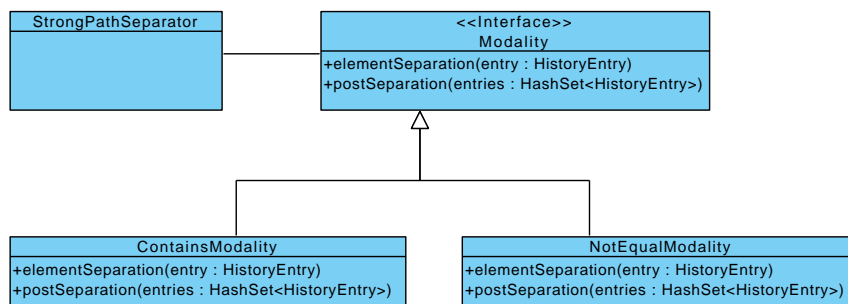 StrongPathSeparator
<<Interface>>
Modality
+elementSeparation(entry : HistoryEntry)
+postSeparation(entries : HashSet<HistoryEntry>)
ContainsModality
+elementSeparation(entry : HistoryEntry)
+postSeparation(entries : HashSet<HistoryEntry>)
NotEqualModality
+elementSeparation(entry : HistoryEntry)
+postSeparation(entries : HashSet<HistoryEntry>)